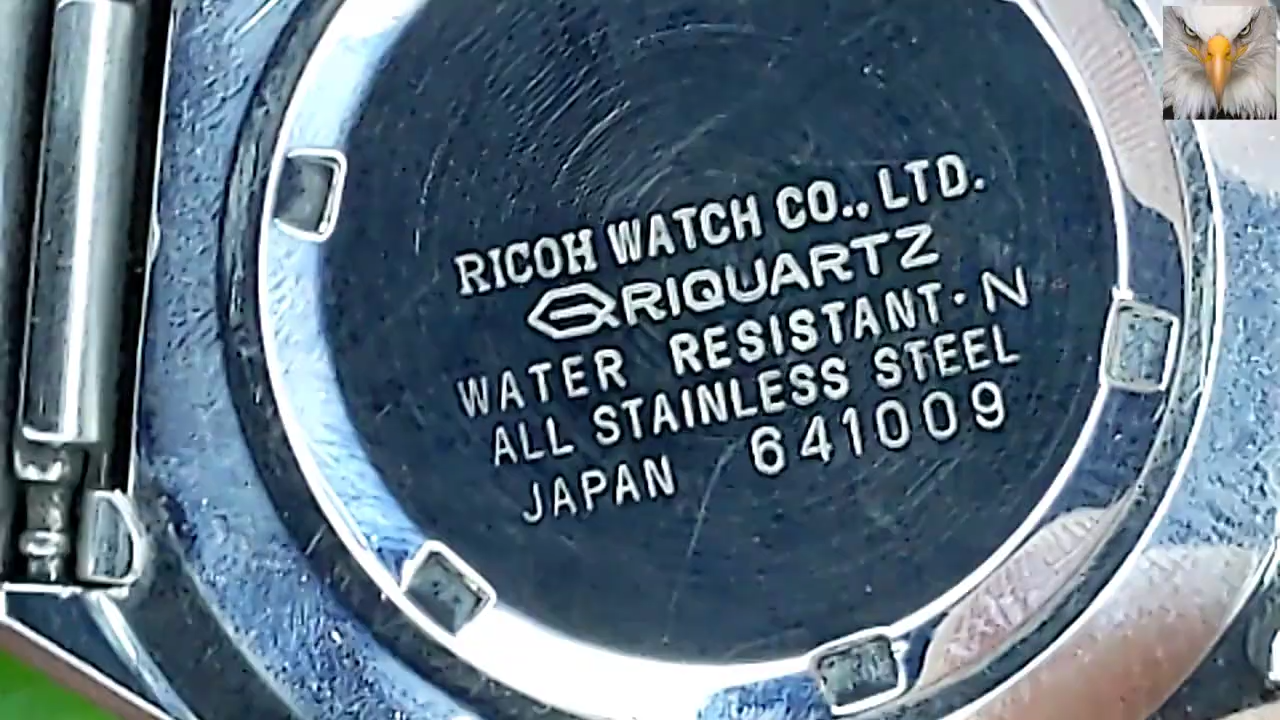 RICOH WATCH CO., LTD.
RIQUARTZ
WATER RESISTANT · N
ALL STAINLESS STEEL
JAPAN 641009